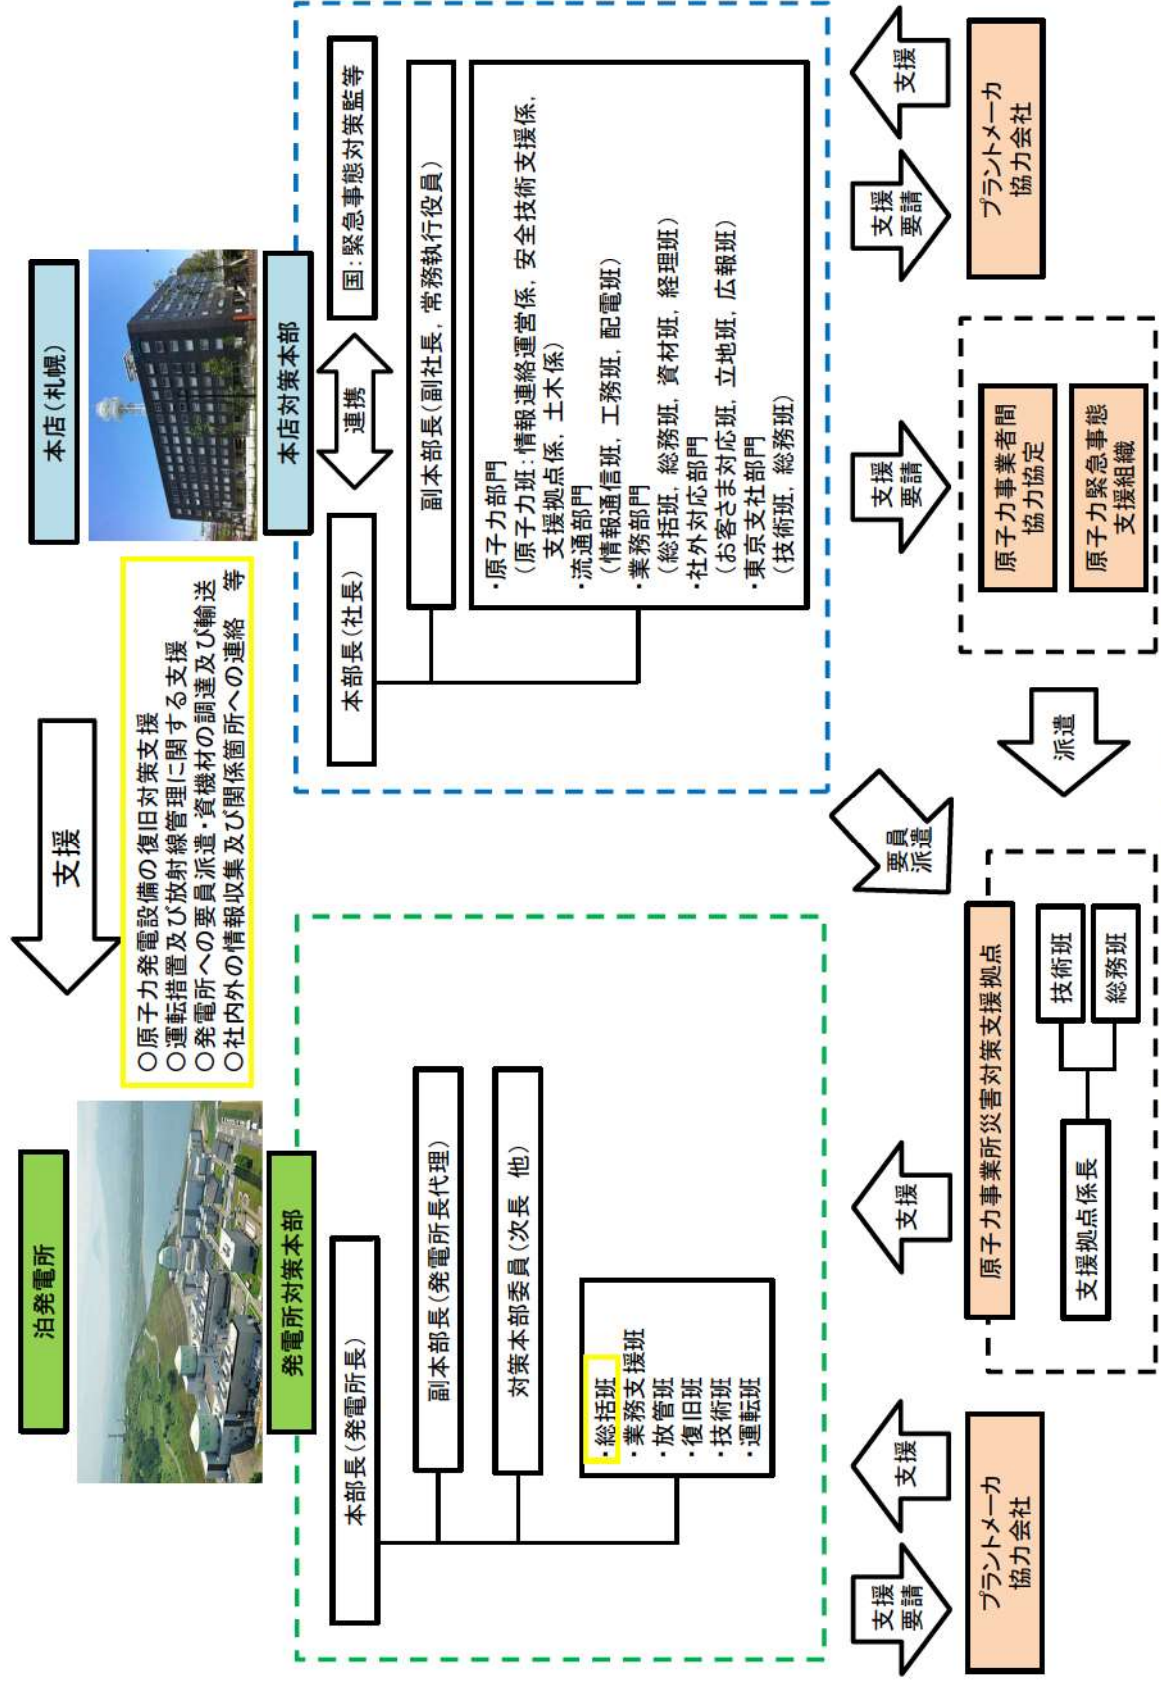 泊発電所
支援
本店(札幌)
○原子力発電設備の復旧対策支援
○運転措置及び放射線管理に関する支援
○発電所への要員派遣・資機材の調達及び輸送
○社内外の情報収集及び関係箇所への連絡 等
発電所対策本部
本部長(発電所長)
副本部長(発電所長代理)
対策本部委員(次長 他)
・総括班
・業務支援班
・放管班
・復旧班
・技術班
・運転班
本店対策本部
本部長(社長)
連携
国:緊急事態対策監等
副本部長(副社長, 常務執行役員)
・原子力部門
(原子力班:情報連絡運営係, 安全技術支援係,
支援拠点係, 土木係)
・流通部門
(情報通信班, 工務班, 配電班)
・業務部門
(総括班, 総務班, 資材班, 経理班)
・社外対応部門
(お客さま対応班, 立地班, 広報班)
・東京支社部門
(技術班, 総務班)
支援
要請
支援
支援
要員
派遣
支援
要請
支援
要請
支援
プラントメーカ
協力会社
原子力事業所災害対策支援拠点
支援拠点係長
技術班
総務班
派遣
原子力事業者間
協力協定
原子力緊急事態
支援組織
プラントメーカ
協力会社